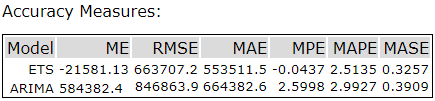 Accuracy Measures:
Model ME RMSE MAE MPE MAPE MASE
ETS -21581.13 663707.2 553511.5 -0.0437 2.5135 0.3257
ARIMA 584382.4 846863.9 664382.6 2.5998 2.9927 0.3909